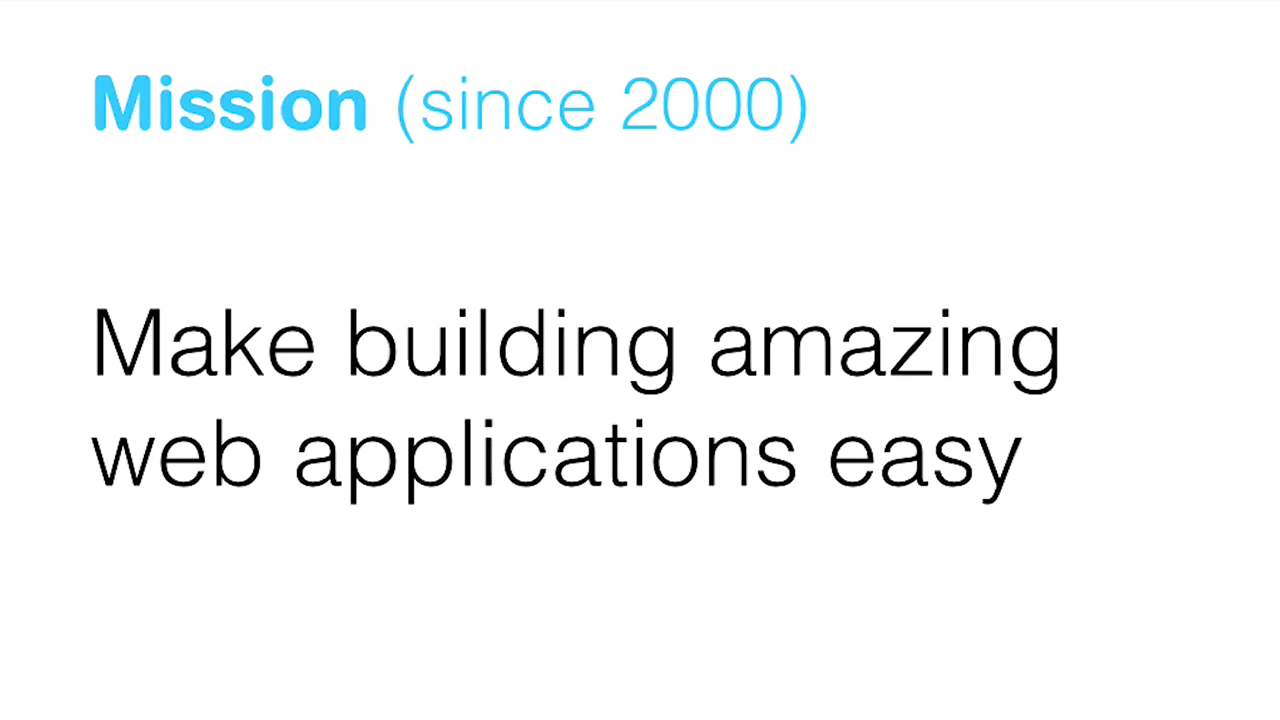 Mission (since 2000)
Make building amazing
web applications easy